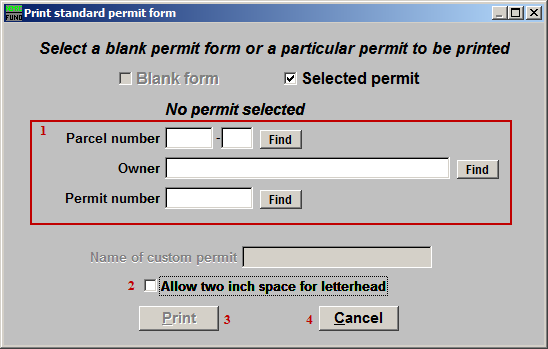 Print standard permit form
FUND
Select a blank permit form or a particular permit to be printed
Blank form Selected permit
No permit selected
1
Parcel number - Find
Owner Find
Permit number Find
Name of custom permit
2 Allow two inch space for letterhead
Print 3 4 Cancel